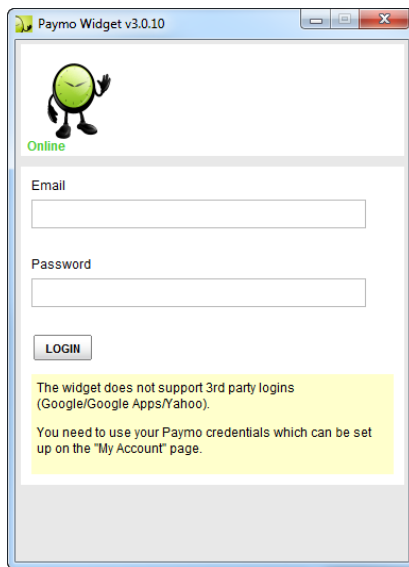 Paymo Widget v3.0.10
Online
Email
Password
LOGIN
The widget does not support 3rd party logins
(Google/Google Apps/Yahoo).
You need to use your Paymo credentials which can be set
up on the "My Account" page.